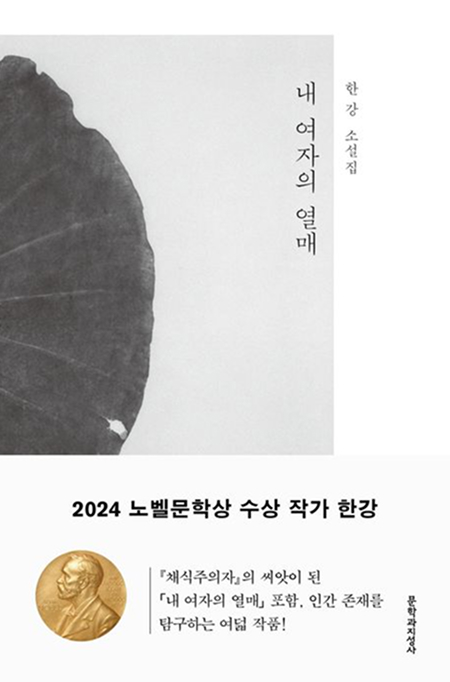 한강 소설집
내 여자의 열매
2024 노벨문학상 수상 작가 한강
『채식주의자』의 씨앗이 된
「내 여자의 열매」 포함, 인간 존재를
탐구하는 여덟 작품!
문학과지성사